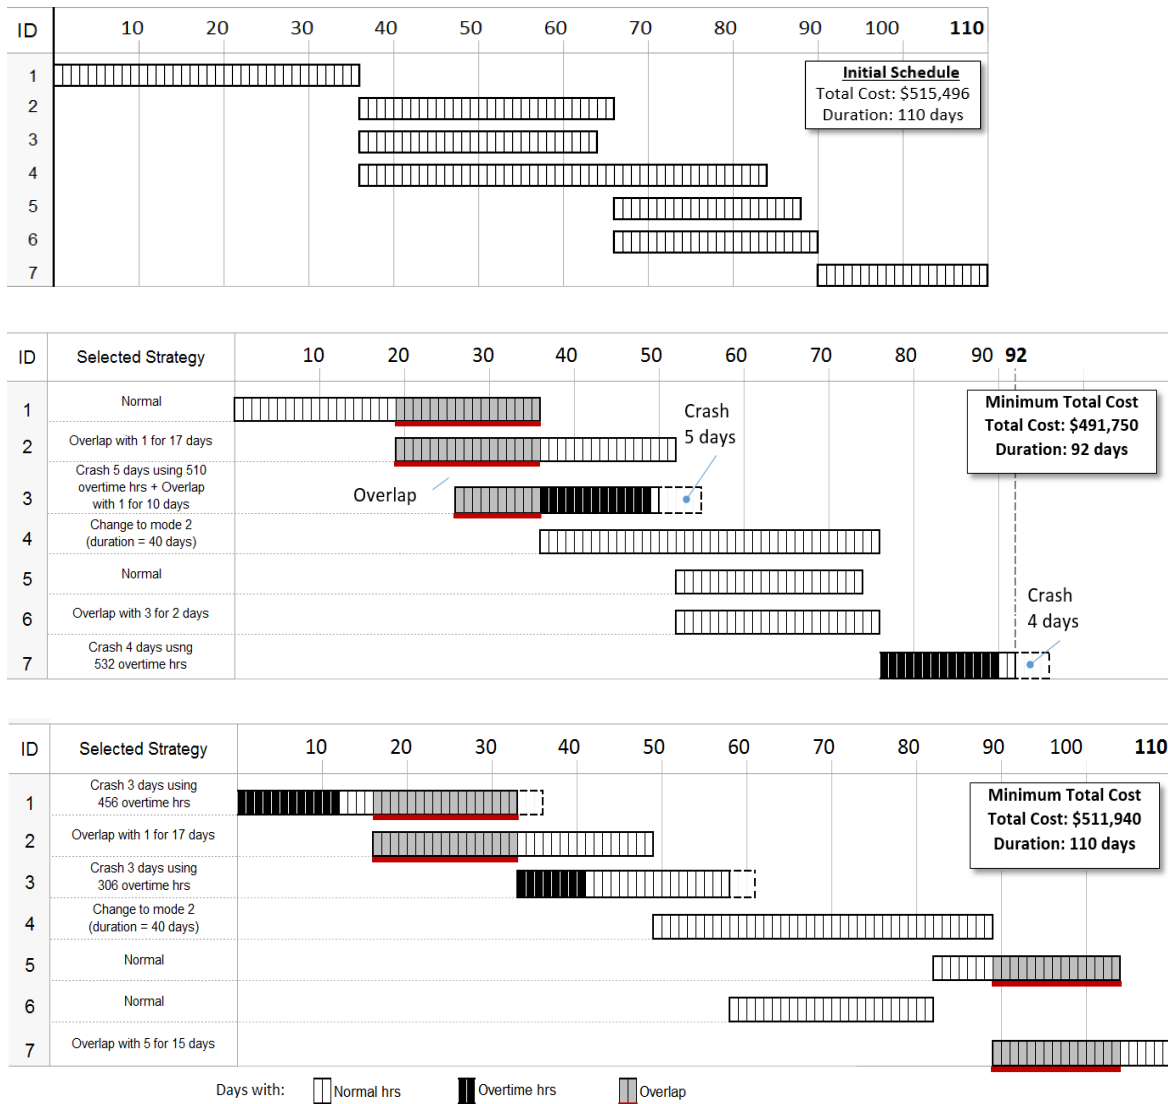 ID 10 20 30 40 50 60 70 80 90 100 110
1
Initial Schedule
Total Cost: $515,496
Duration: 110 days
2
3
4
5
6
7
ID Selected Strategy 10 20 30 40 50 60 70 80 90 92
1 Normal
Minimum Total Cost
Total Cost: $491,750
Duration: 92 days
Crash
5 days
2 Overlap with 1 for 17 days
3 Crash 5 days using 510
overtime hrs + Overlap
with 1 for 10 days
Overlap
4 Change to mode 2
(duration = 40 days)
5 Normal
6 Overlap with 3 for 2 days
Crash
4 days
7 Crash 4 days usng
532 overtime hrs
ID Selected Strategy 10 20 30 40 50 60 70 80 90 100 110
1 Crash 3 days using
456 overtime hrs
Minimum Total Cost
Total Cost: $511,940
Duration: 110 days
2 Overlap with 1 for 17 days
3 Crash 3 days using
306 overtime hrs
4 Change to mode 2
(duration = 40 days)
5 Normal
6 Normal
7 Overlap with 5 for 15 days
Days with: Normal hrs Overtime hrs Overlap